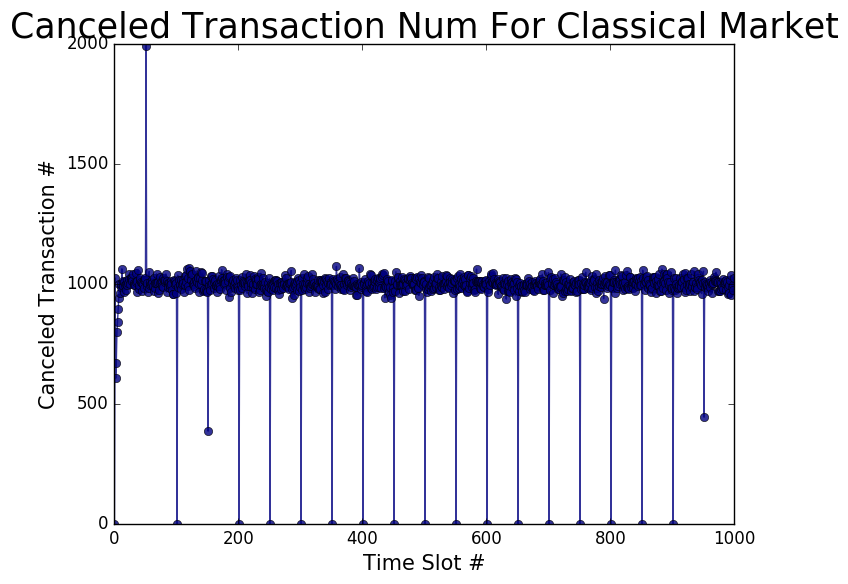 Canceled Transaction Num For Classical Market
2000
1500
1000
500
0
Canceled Transaction #
0 200 400 600 800 1000
Time Slot #